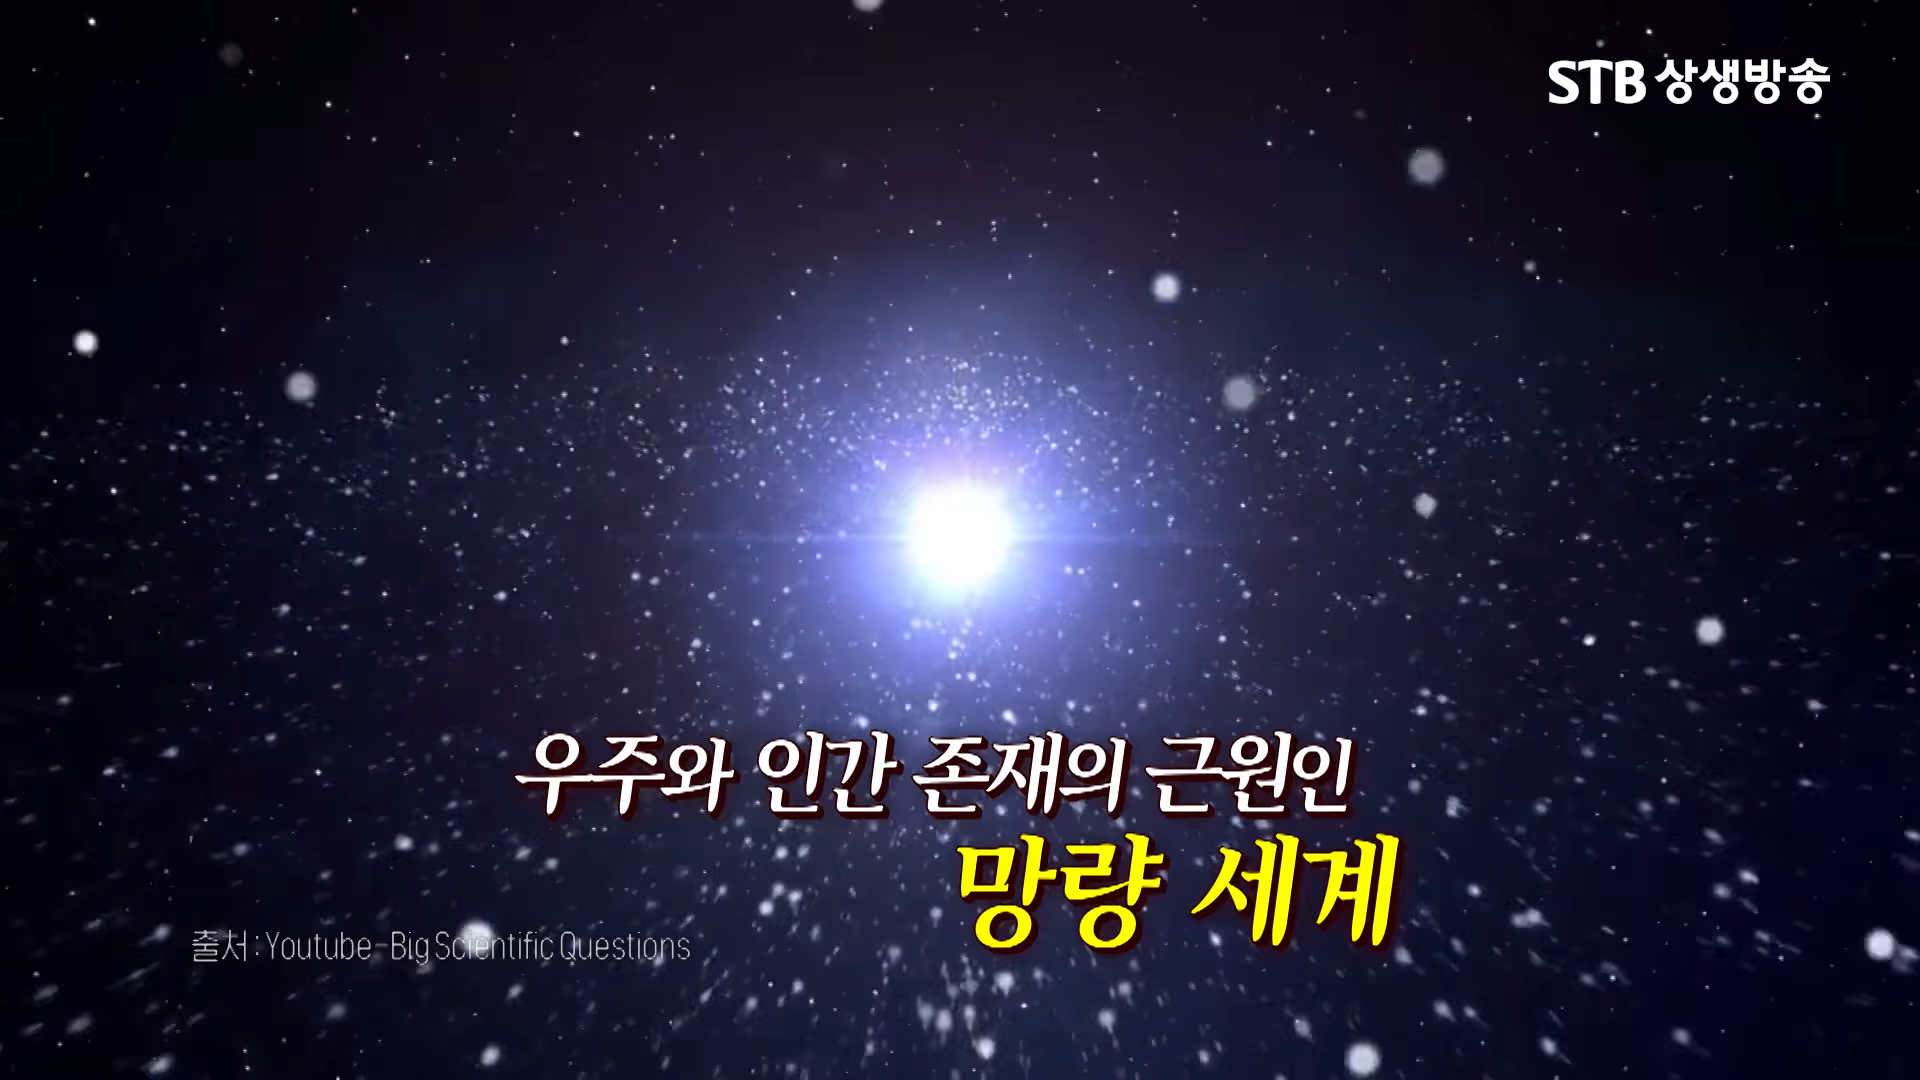 STB 상생방송
우주와 인간 존재의 근원인
망량 세계
출처 : Youtube-Big Scientific Questions